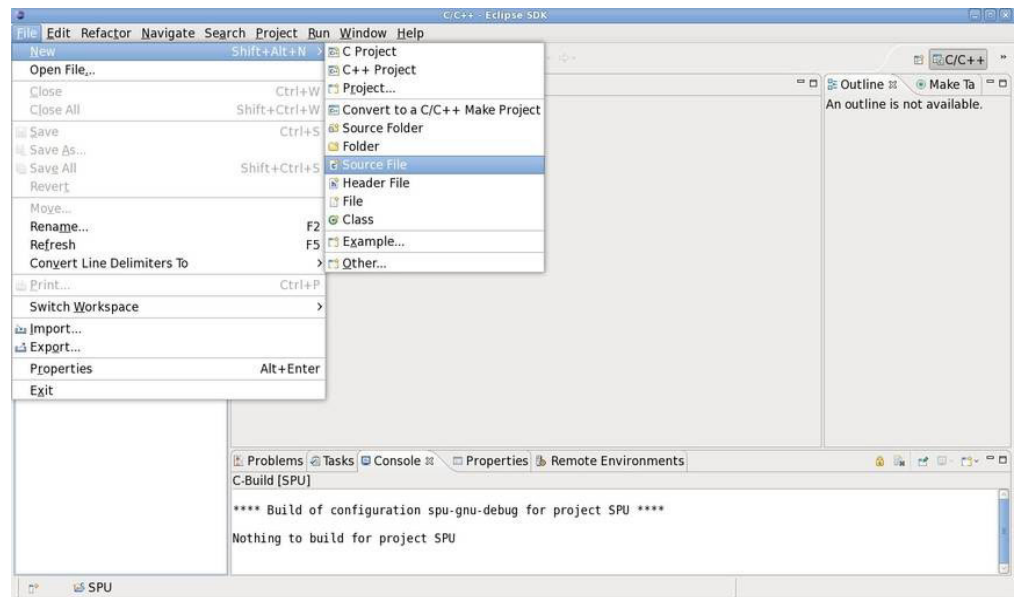 C/C++ - Eclipse SDK
File Edit Refactor Navigate Search Project Run Window Help
New Shift+Alt+N >
Open File...
Close Ctrl+W
Close All Shift+Ctrl+W
Save Ctrl+S
Save As...
Save All Shift+Ctrl+S
Revert
Move...
Rename... F2
Refresh F5
Convert Line Delimiters To >
Print... Ctrl+P
Switch Workspace >
Import...
Export...
Properties Alt+Enter
Exit
C Project
C++ Project
Project...
Convert to a C/C++ Make Project
Source Folder
Folder
Source File
Header File
File
Class
Example...
Other...
C/C++ »
Outline Make Ta
An outline is not available.
Problems Tasks Console Properties Remote Environments
C-Build [SPU]
**** Build of configuration spu-gnu-debug for project SPU ****
Nothing to build for project SPU
SPU